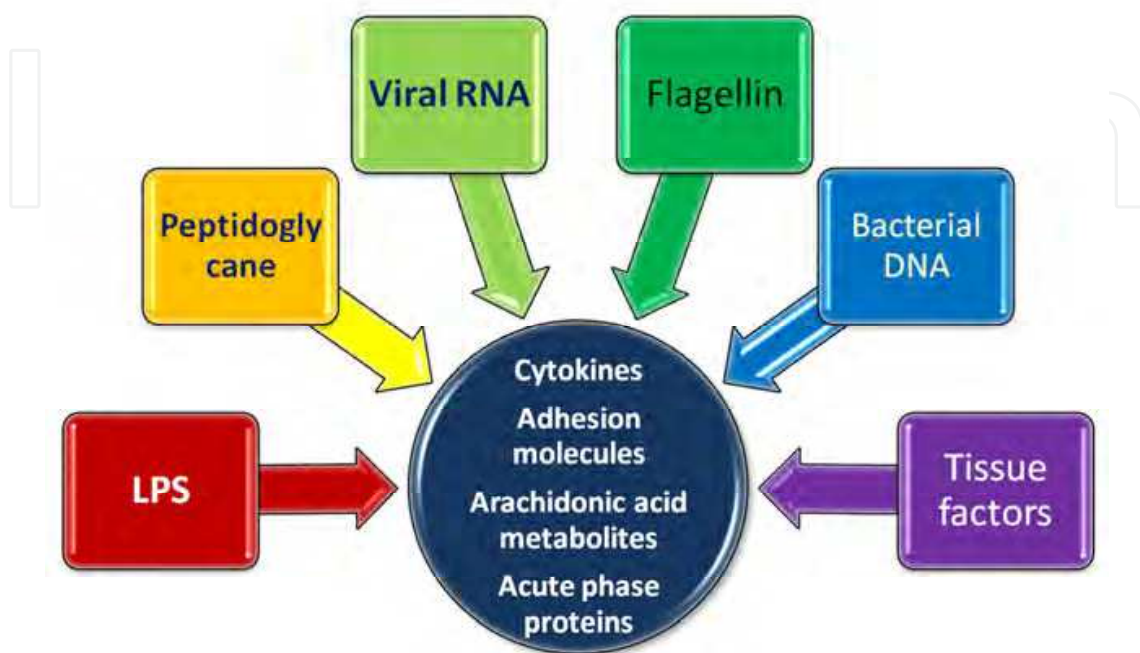 Viral RNA
Flagellin
Peptidogly
cane
Bacterial
DNA
LPS
Cytokines
Adhesion
molecules
Arachidonic acid
metabolites
Acute phase
proteins
Tissue
factors